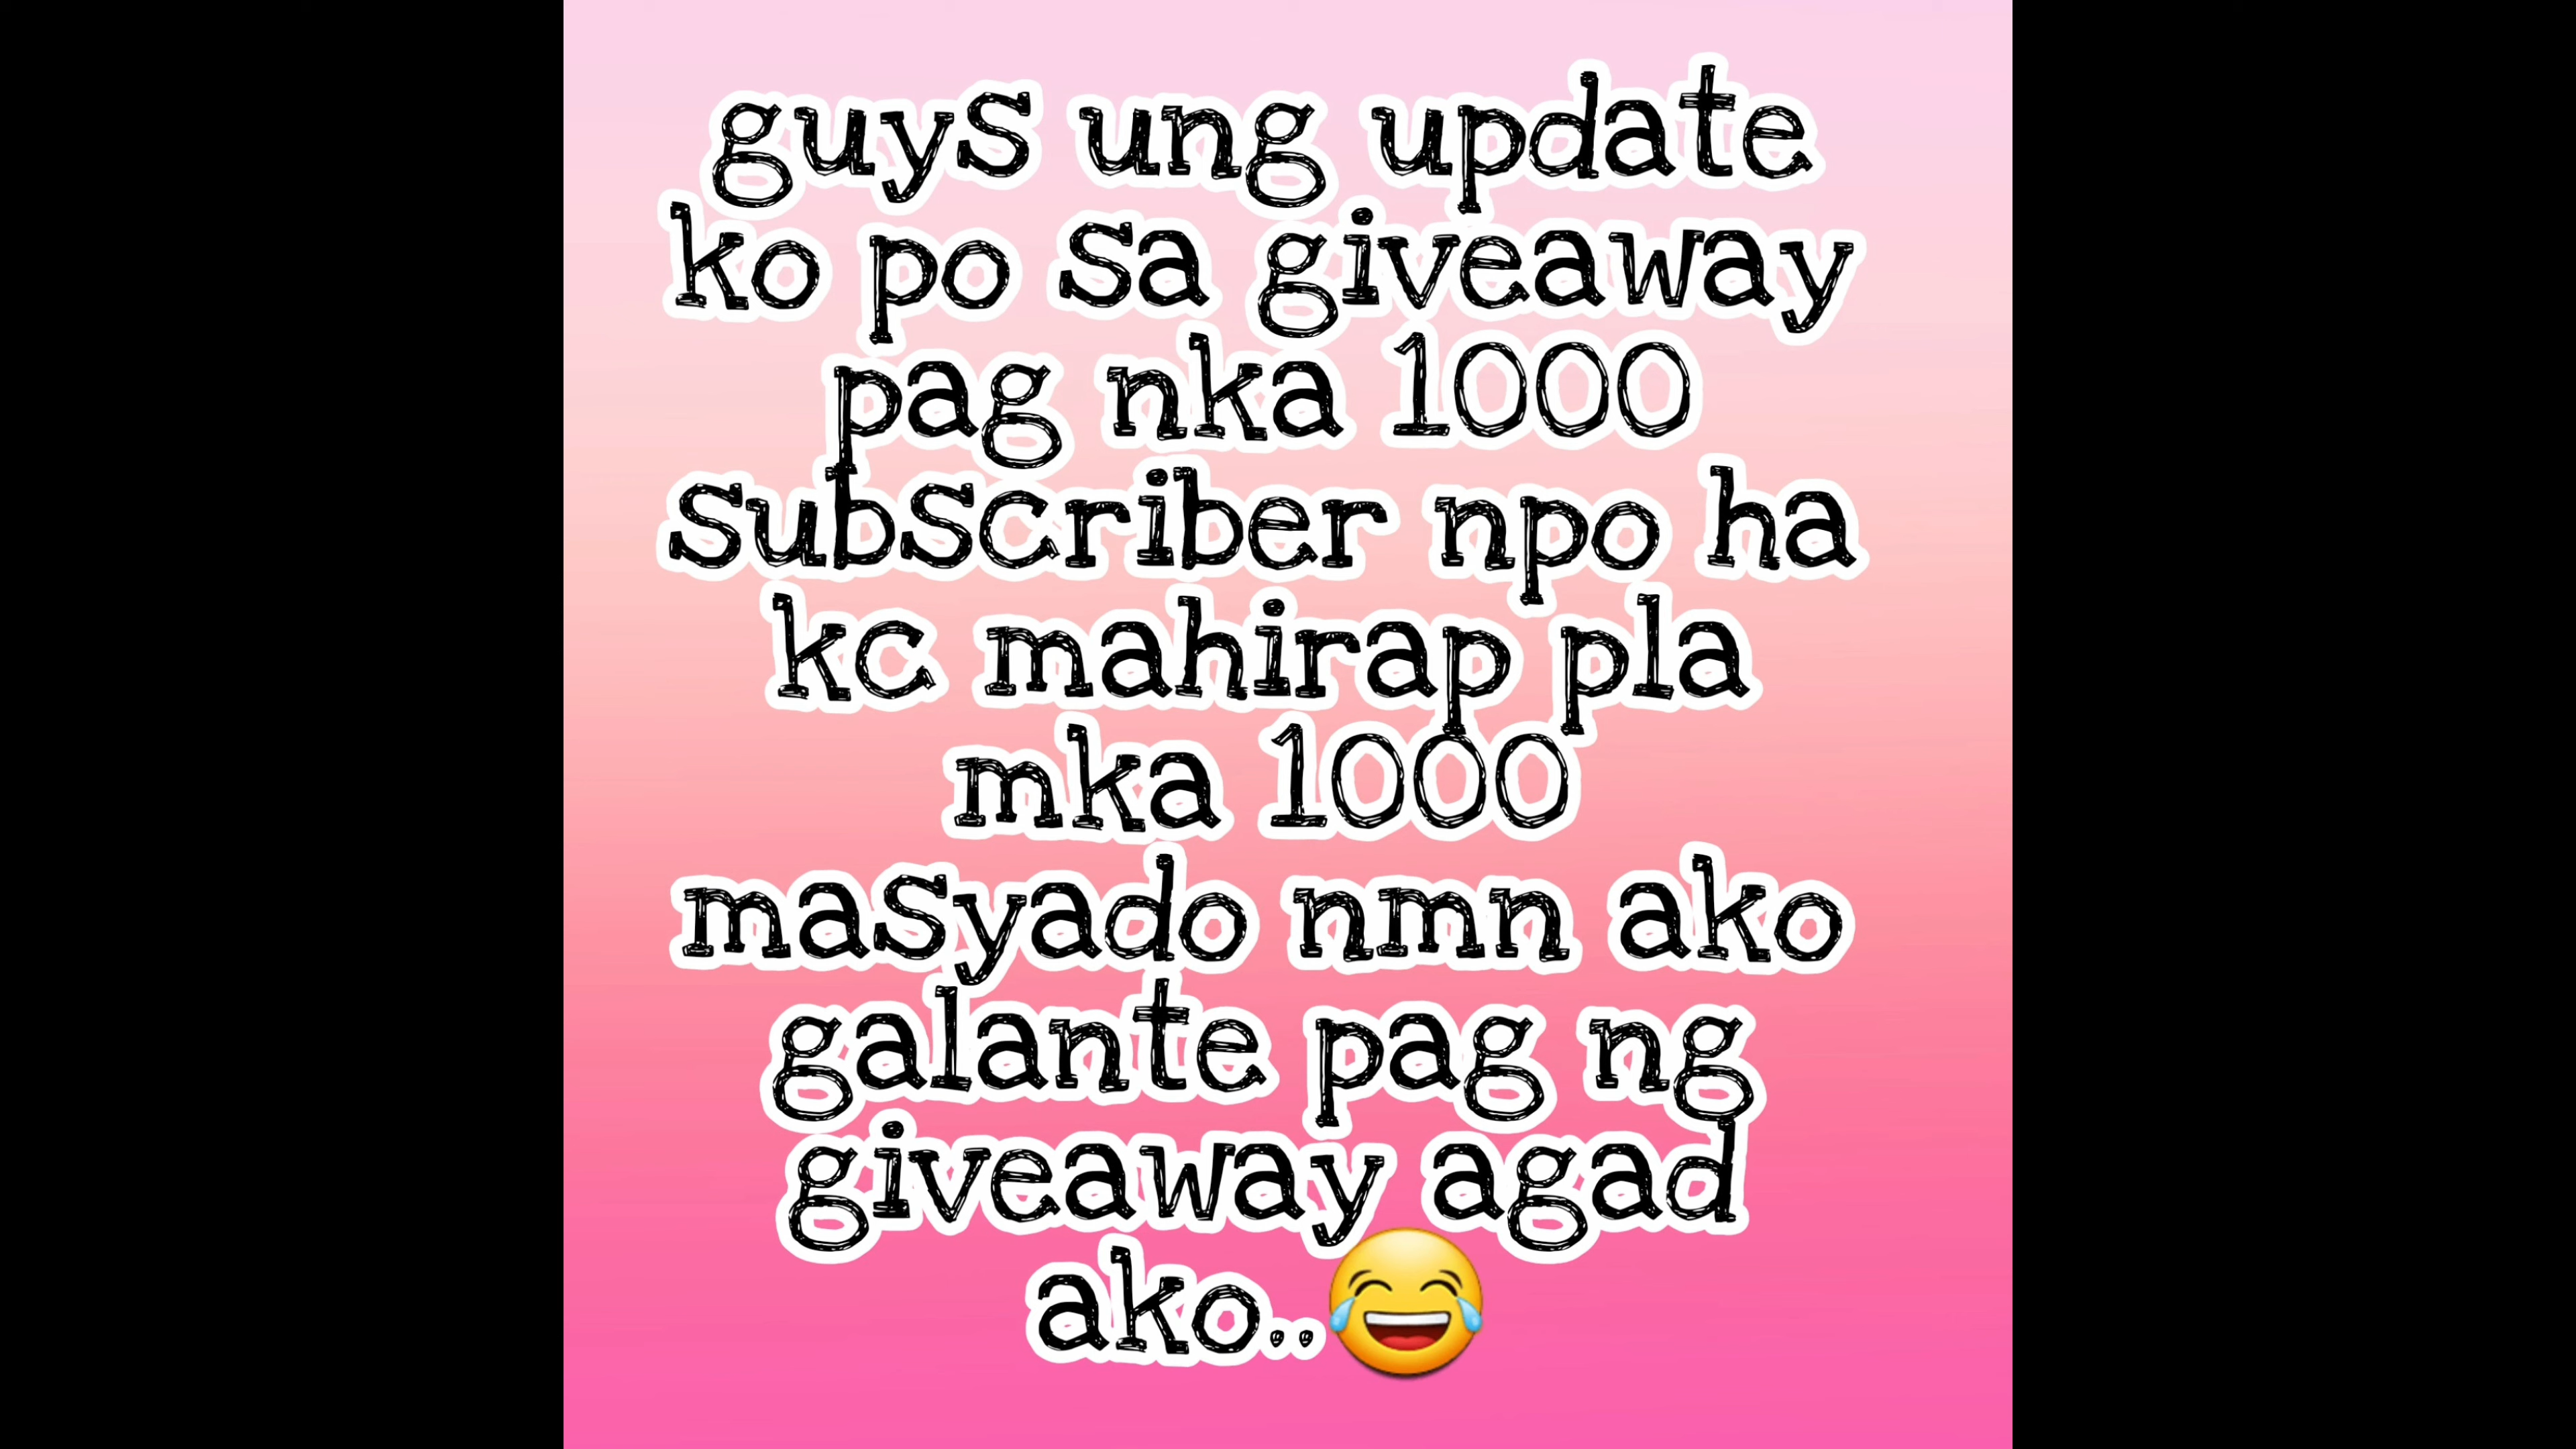 guys ung update
ko po sa giveaway
pag nka 1000
subscriber npo ha
kc mahirap pla
mka 1000
masyado nmn ako
galante pag ng
giveaway agad
ako..😂